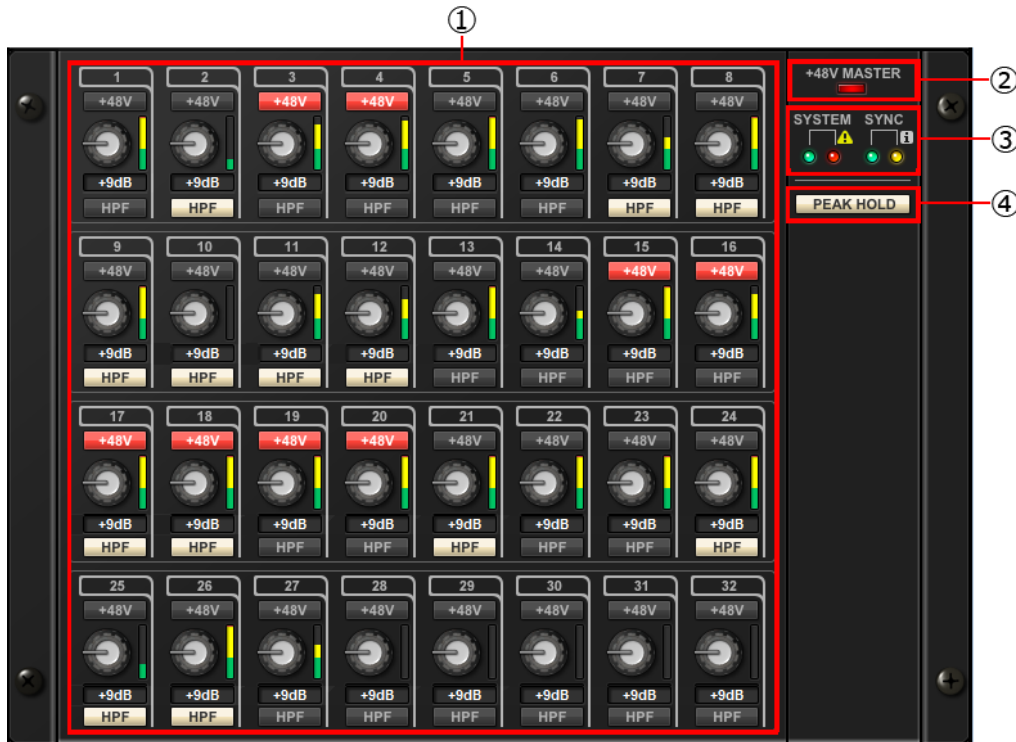 ①
+48V MASTER
②
1 2 3 4 5 6 7 8
+48V +48V +48V +48V +48V +48V +48V +48V
SYSTEM SYNC
③
+9dB +9dB +9dB +9dB +9dB +9dB +9dB +9dB
HPF HPF HPF HPF HPF HPF HPF HPF
PEAK HOLD
④
9 10 11 12 13 14 15 16
+48V +48V +48V +48V +48V +48V +48V +48V
+9dB +9dB +9dB +9dB +9dB +9dB +9dB +9dB
HPF HPF HPF HPF HPF HPF HPF HPF
17 18 19 20 21 22 23 24
+48V +48V +48V +48V +48V +48V +48V +48V
+9dB +9dB +9dB +9dB +9dB +9dB +9dB +9dB
HPF HPF HPF HPF HPF HPF HPF HPF
25 26 27 28 29 30 31 32
+48V +48V +48V +48V +48V +48V +48V +48V
+9dB +9dB +9dB +9dB +9dB +9dB +9dB +9dB
HPF HPF HPF HPF HPF HPF HPF HPF